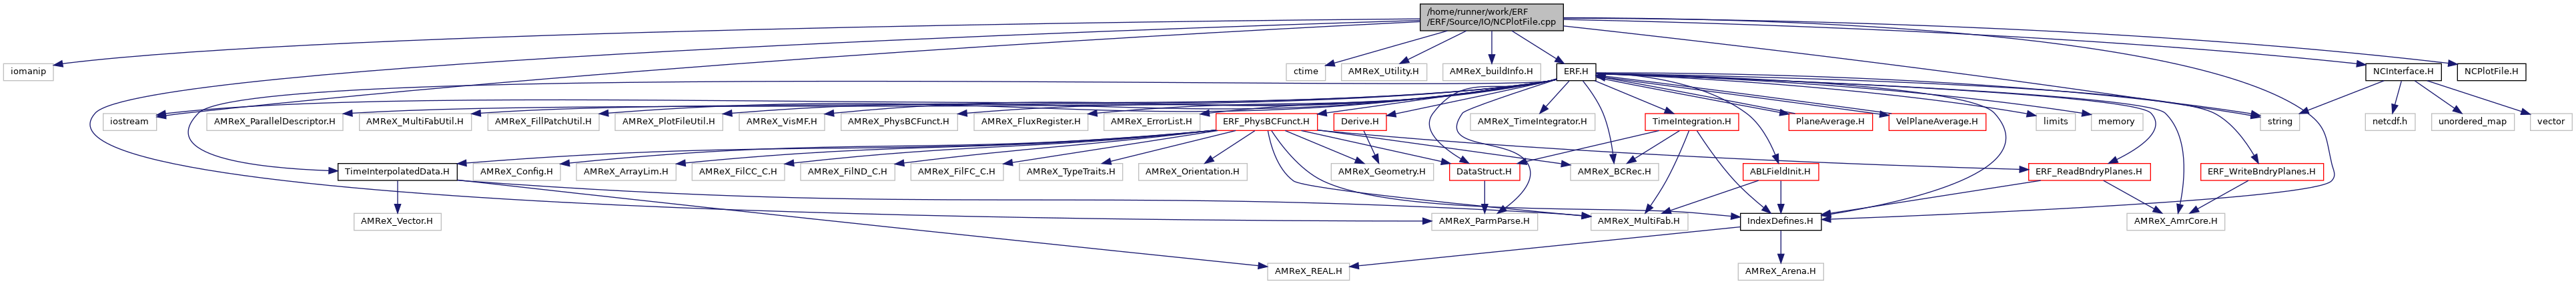 /home/runner/work/ERF
/ERF/Source/IO/NCPlotFile.cpp
iomanip
ctime
AMReX_Utility.H
AMReX_buildInfo.H
ERF.H
NCInterface.H
NCPlotFile.H
iostream
AMReX_ParallelDescriptor.H
AMReX_MultiFabUtil.H
AMReX_FillPatchUtil.H
AMReX_PlotFileUtil.H
AMReX_VisMF.H
AMReX_PhysBCFunct.H
AMReX_FluxRegister.H
AMReX_ErrorList.H
ERF_PhysBCFunct.H
Derive.H
AMReX_TimeIntegrator.H
TimeIntegration.H
PlaneAverage.H
VelPlaneAverage.H
limits
memory
string
netcdf.h
unordered_map
vector
TimeInterpolatedData.H
AMReX_Config.H
AMReX_ArrayLim.H
AMReX_FilCC_C.H
AMReX_FilND_C.H
AMReX_FilFC_C.H
AMReX_TypeTraits.H
AMReX_Orientation.H
AMReX_Geometry.H
DataStruct.H
AMReX_BCRec.H
ABLFieldInit.H
ERF_ReadBndryPlanes.H
ERF_WriteBndryPlanes.H
AMReX_Vector.H
AMReX_ParmParse.H
AMReX_MultiFab.H
IndexDefines.H
AMReX_AmrCore.H
AMReX_REAL.H
AMReX_Arena.H